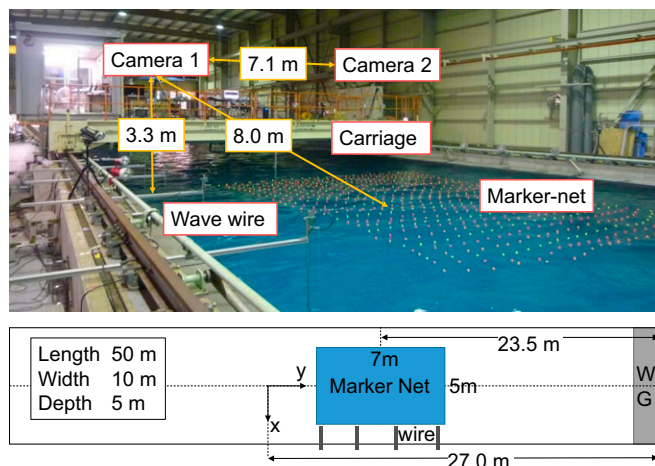 Camera 1
7.1 m
Camera 2
3.3 m
8.0 m
Carriage
Wave wire
Marker-net
Length 50 m
Width 10 m
Depth 5 m
23.5 m
7m
y
Marker Net
5m
W
G
x
wire
27.0 m